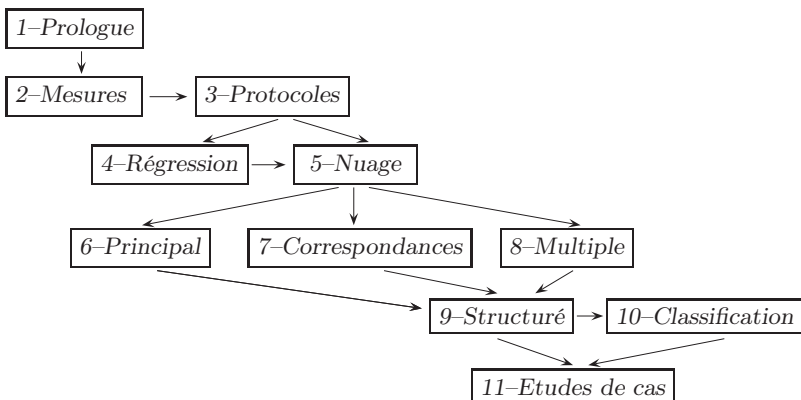 1–Prologue
2–Mesures
3–Protocoles
4–Régression
5–Nuage
6–Principal
7–Correspondances
8–Multiple
9–Structuré
10–Classification
11–Etudes de cas